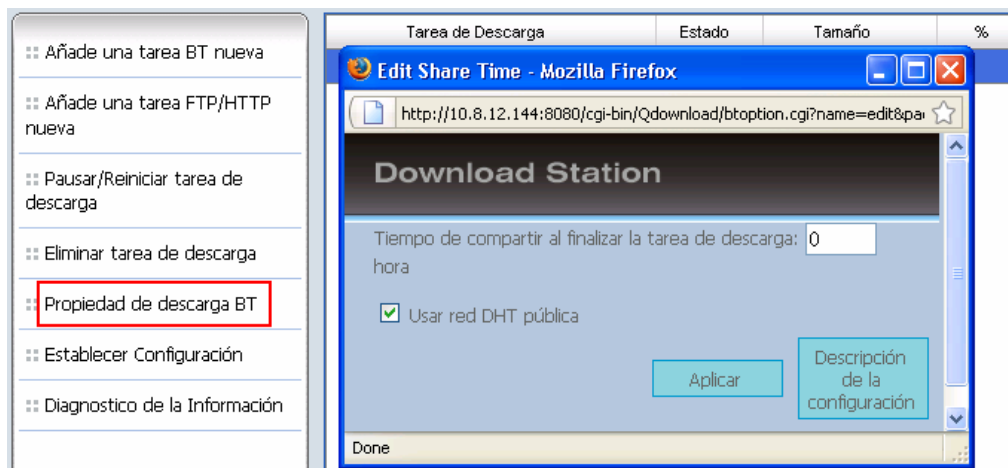 Añade una tarea BT nueva
Añade una tarea FTP/HTTP
nueva
Pausar/Reiniciar tarea de
descarga
Eliminar tarea de descarga
Propiedad de descarga BT
Establecer Configuración
Diagnostico de la Información
Tarea de Descarga Estado Tamaño %
Edit Share Time - Mozilla Firefox
http://10.8.12.144:8080/cgi-bin/Qdownload/btoption.cgi?name=edit&pa
Download Station
Tiempo de compartir al finalizar la tarea de descarga: 0
hora
Usar red DHT pública
Aplicar
Descripción
de la
configuración
Done